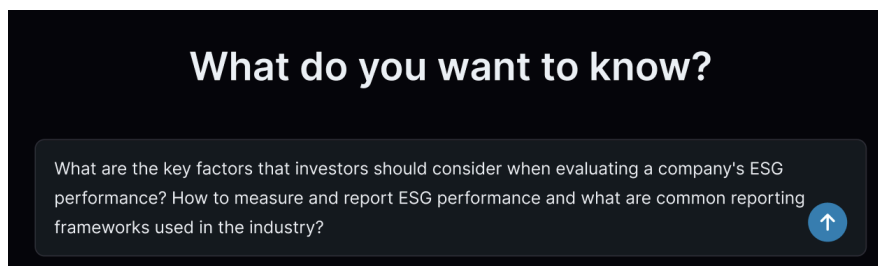 What do you want to know?
What are the key factors that investors should consider when evaluating a company's ESG
performance? How to measure and report ESG performance and what are common reporting
frameworks used in the industry?